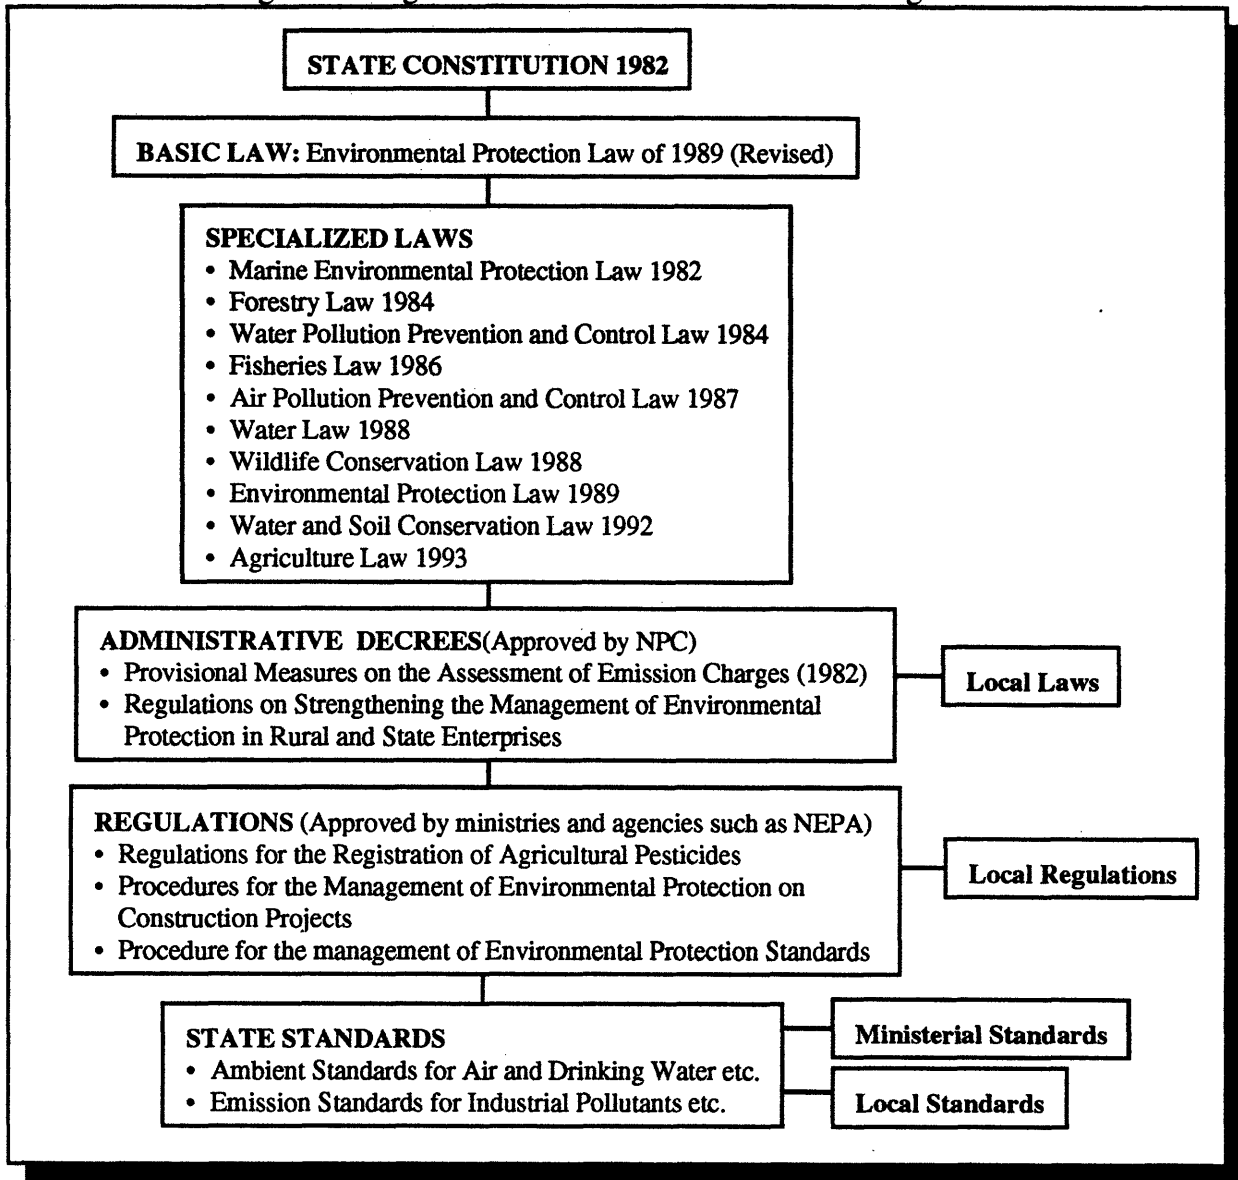 STATE CONSTITUTION 1982
BASIC LAW: Environmental Protection Law of 1989 (Revised)
SPECIALIZED LAWS
• Marine Environmental Protection Law 1982
• Forestry Law 1984
• Water Pollution Prevention and Control Law 1984
• Fisheries Law 1986
• Air Pollution Prevention and Control Law 1987
• Water Law 1988
• Wildlife Conservation Law 1988
• Environmental Protection Law 1989
• Water and Soil Conservation Law 1992
• Agriculture Law 1993
ADMINISTRATIVE DECREES(Approved by NPC)
• Provisional Measures on the Assessment of Emission Charges (1982)
• Regulations on Strengthening the Management of Environmental
Protection in Rural and State Enterprises
Local Laws
REGULATIONS (Approved by ministries and agencies such as NEPA)
• Regulations for the Registration of Agricultural Pesticides
• Procedures for the Management of Environmental Protection on
Construction Projects
• Procedure for the management of Environmental Protection Standards
Local Regulations
STATE STANDARDS
• Ambient Standards for Air and Drinking Water etc.
• Emission Standards for Industrial Pollutants etc.
Ministerial Standards
Local Standards